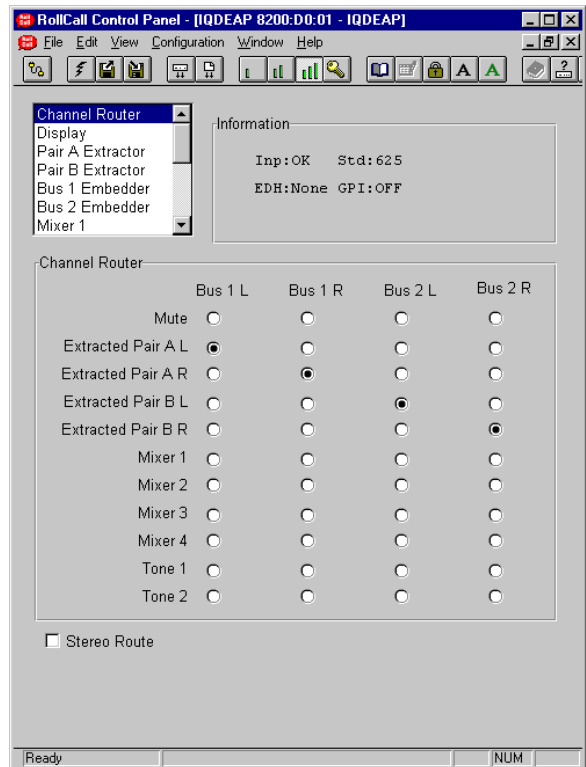 RollCall Control Panel - [IQDEAP 8200:D0:01 - IQDEAP]
File Edit View Configuration Window Help
A A ?
Channel Router
Display
Pair A Extractor
Pair B Extractor
Bus 1 Embedder
Bus 2 Embedder
Mixer 1
Information
Inp:OK Std:625
EDH:None GPI:OFF
Channel Router
Bus 1 L Bus 1 R Bus 2 L Bus 2 R
Mute
Extracted Pair A L
Extracted Pair A R
Extracted Pair B L
Extracted Pair B R
Mixer 1
Mixer 2
Mixer 3
Mixer 4
Tone 1
Tone 2
Stereo Route
Ready NUM